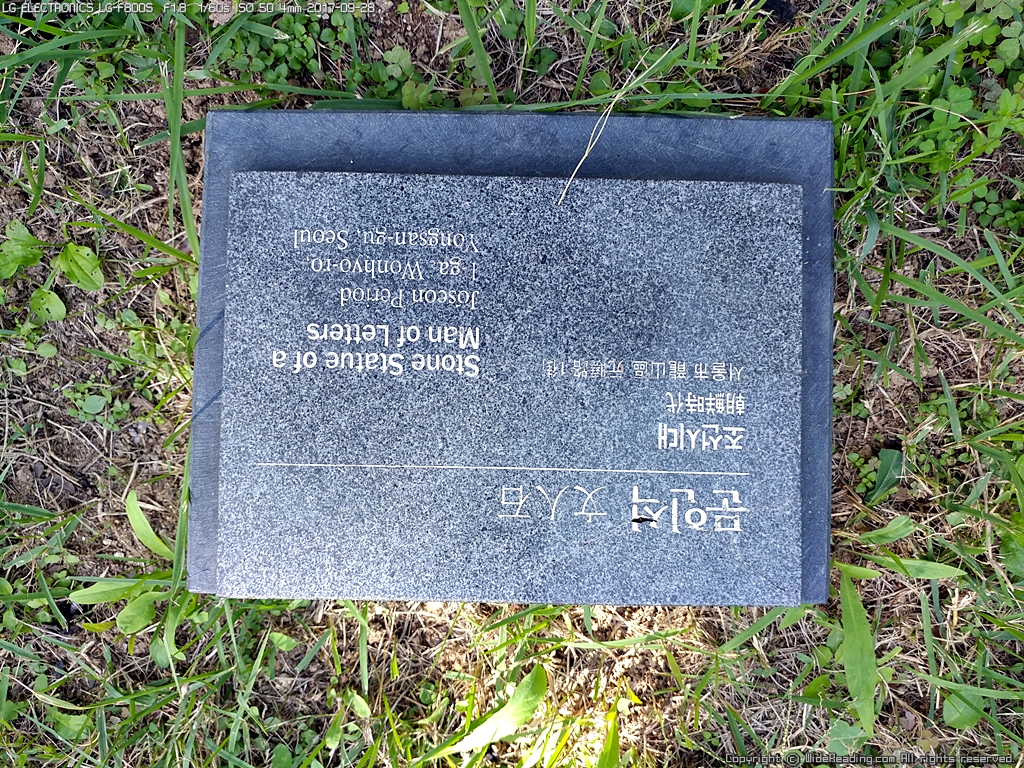 LG ELECTRONICS LG-F800S F1.8 1/60s ISO 50 4mm 2017-09-28
문인석 文人石
조선시대
朝鮮時代
서울市 龍山區 元曉路 1街
Stone Statue of a
Man of Letters
Joseon Period
1 ga, Wonhyo-ro,
Yongsan-gu, Seoul
Copyright ⓒ WideReading.com All rights reserved.